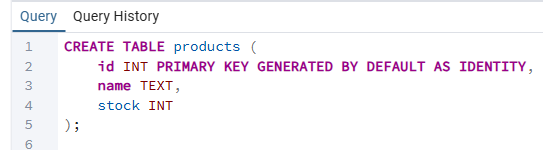 Query Query History
1 CREATE TABLE products (
2 id INT PRIMARY KEY GENERATED BY DEFAULT AS IDENTITY,
3 name TEXT,
4 stock INT
5 );
6